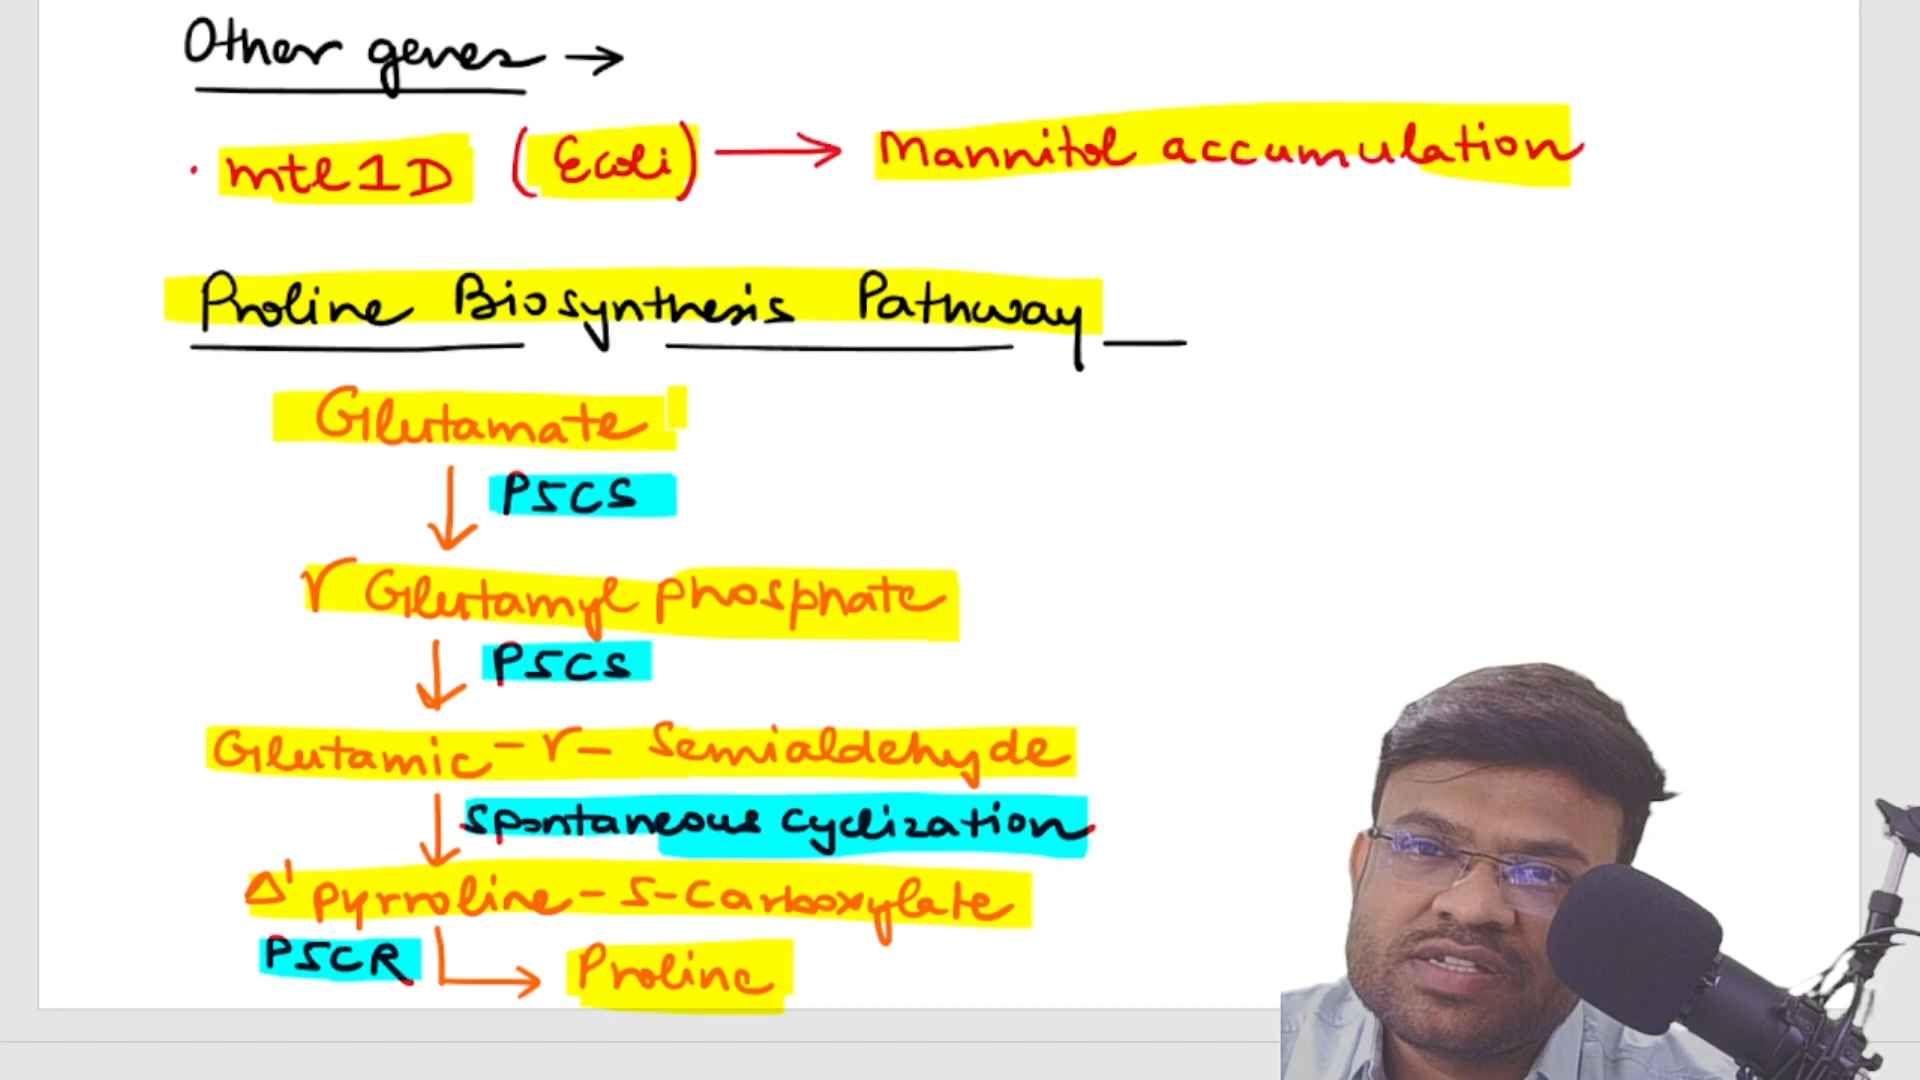 Other genes →
· mtl1D (Ecoli) → Mannitol accumulation
Proline Biosynthesis Pathway —
Glutamate
↓ P5CS
γ Glutamyl phosphate
↓ P5CS
Glutamic - γ - Semialdehyde
↓ spontaneous cyclization
Δ' pyrroline - 5 - Carboxylate
P5CR → Proline